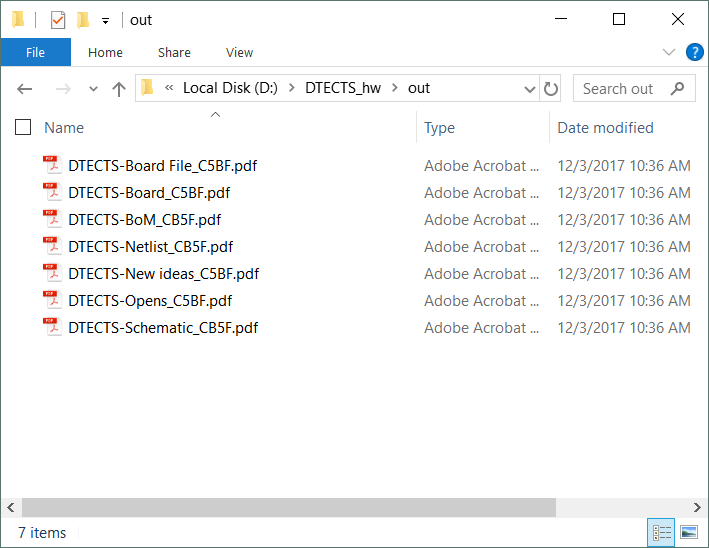 out
File Home Share View
« Local Disk (D:) > DTECTS_hw > out Search out
Name Type Date modified
DTECTS-Board File_C5BF.pdf Adobe Acrobat ... 12/3/2017 10:36 AM
DTECTS-Board_C5BF.pdf Adobe Acrobat ... 12/3/2017 10:36 AM
DTECTS-BoM_CB5F.pdf Adobe Acrobat ... 12/3/2017 10:36 AM
DTECTS-Netlist_CB5F.pdf Adobe Acrobat ... 12/3/2017 10:36 AM
DTECTS-New ideas_C5BF.pdf Adobe Acrobat ... 12/3/2017 10:36 AM
DTECTS-Opens_C5BF.pdf Adobe Acrobat ... 12/3/2017 10:36 AM
DTECTS-Schematic_CB5F.pdf Adobe Acrobat ... 12/3/2017 10:36 AM
7 items